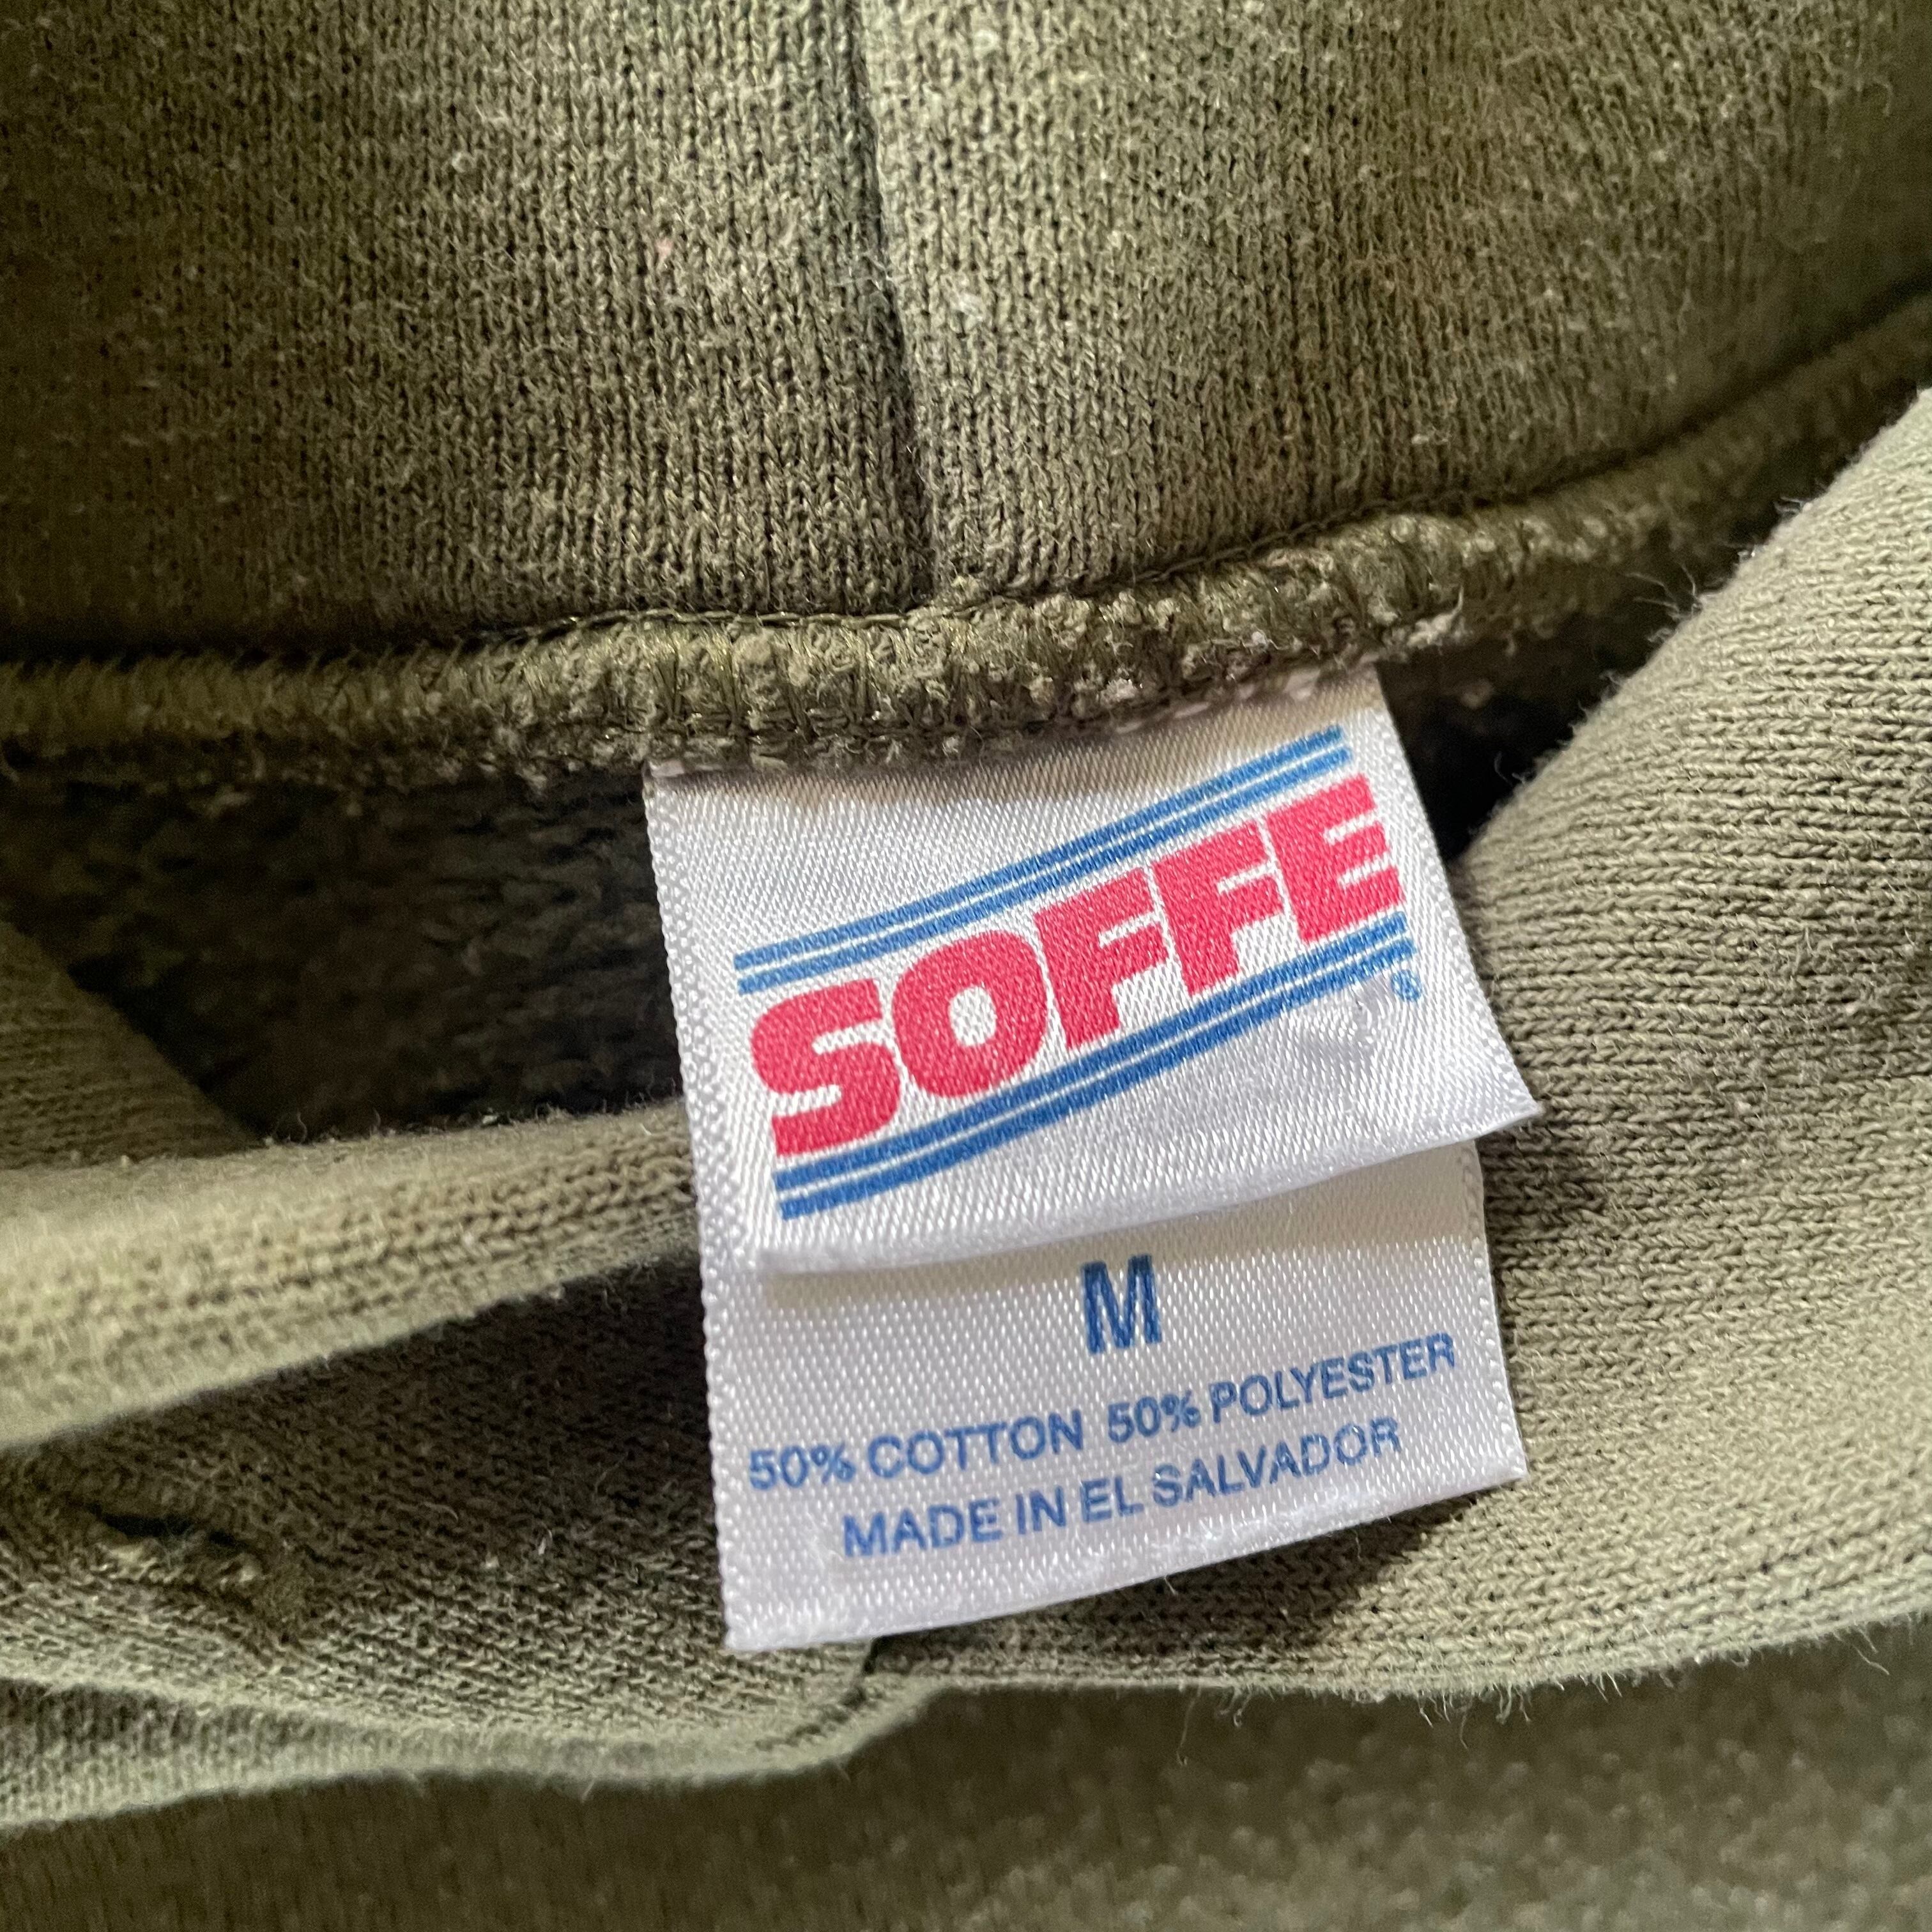 SOFFE
®
M
50% COTTON 50% POLYESTER
MADE IN EL SALVADOR